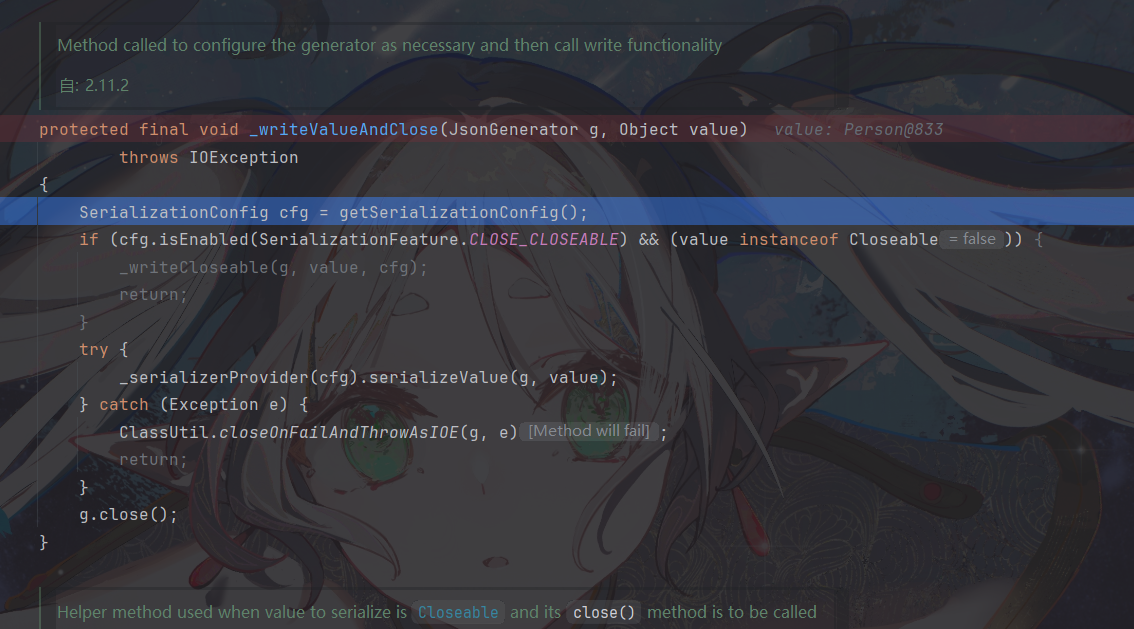 Method called to configure the generator as necessary and then call write functionality
自: 2.11.2
protected final void _writeValueAndClose(JsonGenerator g, Object value)   value: Person@833
        throws IOException
{
    SerializationConfig cfg = getSerializationConfig();
    if (cfg.isEnabled(SerializationFeature.CLOSE_CLOSEABLE) && (value instanceof Closeable = false )) {
        _writeCloseable(g, value, cfg);
        return;
    }
    try {
        _serializerProvider(cfg).serializeValue(g, value);
    } catch (Exception e) {
        ClassUtil.closeOnFailAndThrowAsIOE(g, e) [Method will fail] ;
        return;
    }
    g.close();
}
Helper method used when value to serialize is Closeable and its close() method is to be called